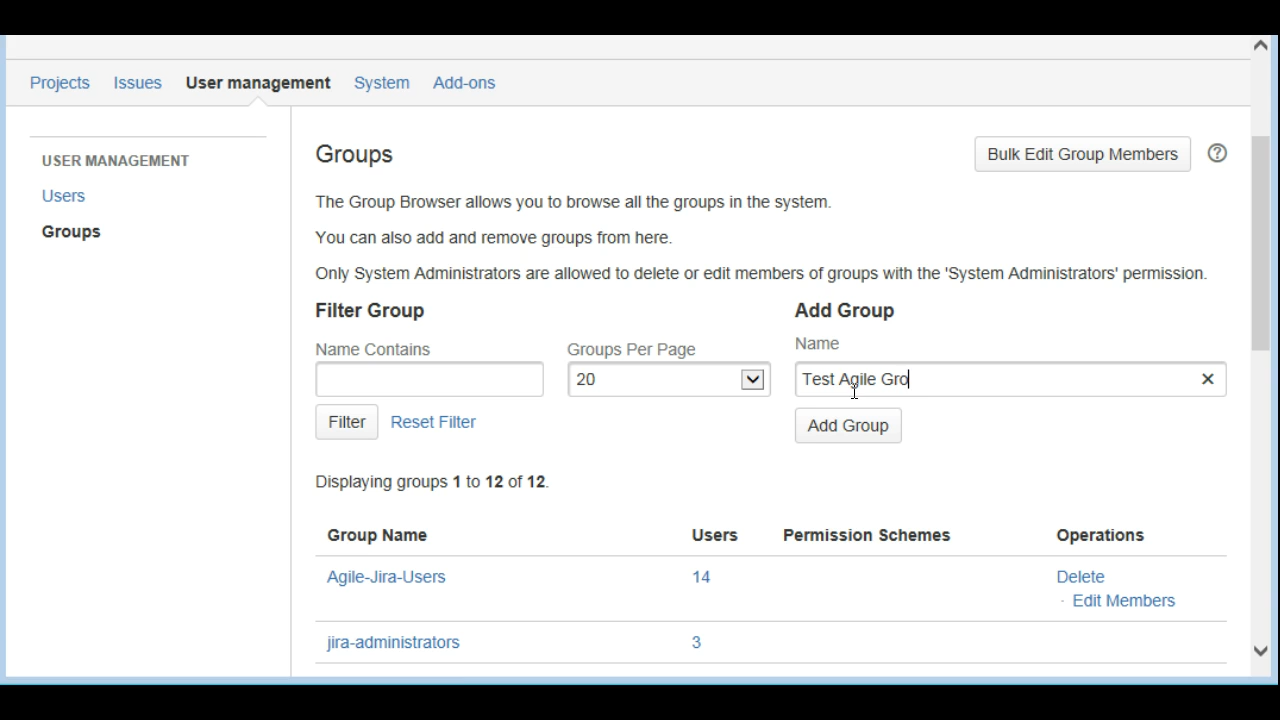 Projects Issues User management System Add-ons
USER MANAGEMENT
Users
Groups
Groups
Bulk Edit Group Members ?
The Group Browser allows you to browse all the groups in the system.
You can also add and remove groups from here.
Only System Administrators are allowed to delete or edit members of groups with the 'System Administrators' permission.
Filter Group
Name Contains
Groups Per Page
20
Filter Reset Filter
Add Group
Name
Test Agile Gro
Add Group
Displaying groups 1 to 12 of 12.
Group Name Users Permission Schemes Operations
Agile-Jira-Users 14 Delete
· Edit Members
jira-administrators 3